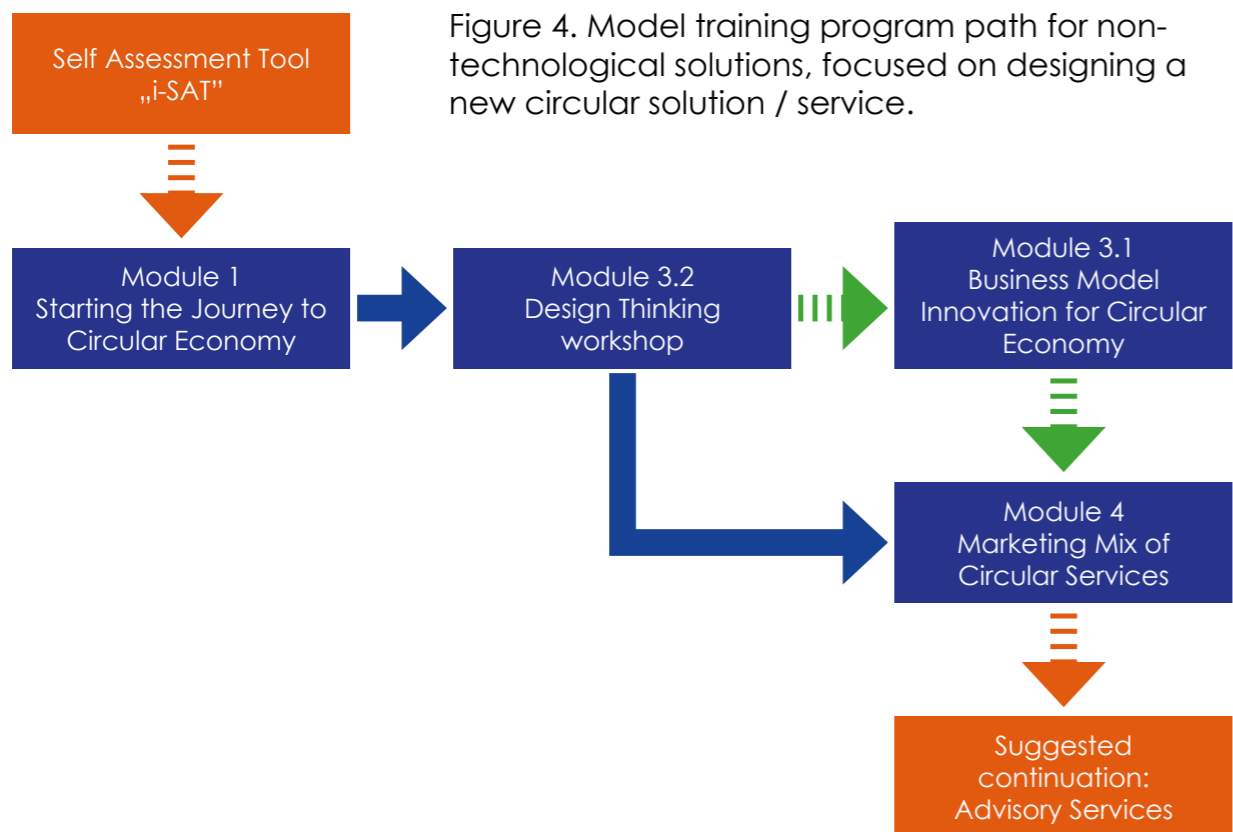 Self Assessment Tool
„i-SAT”
Figure 4. Model training program path for non-
technological solutions, focused on designing a
new circular solution / service.
Module 1
Starting the Journey to
Circular Economy
Module 3.2
Design Thinking
workshop
Module 3.1
Business Model
Innovation for Circular
Economy
Module 4
Marketing Mix of
Circular Services
Suggested
continuation:
Advisory Services